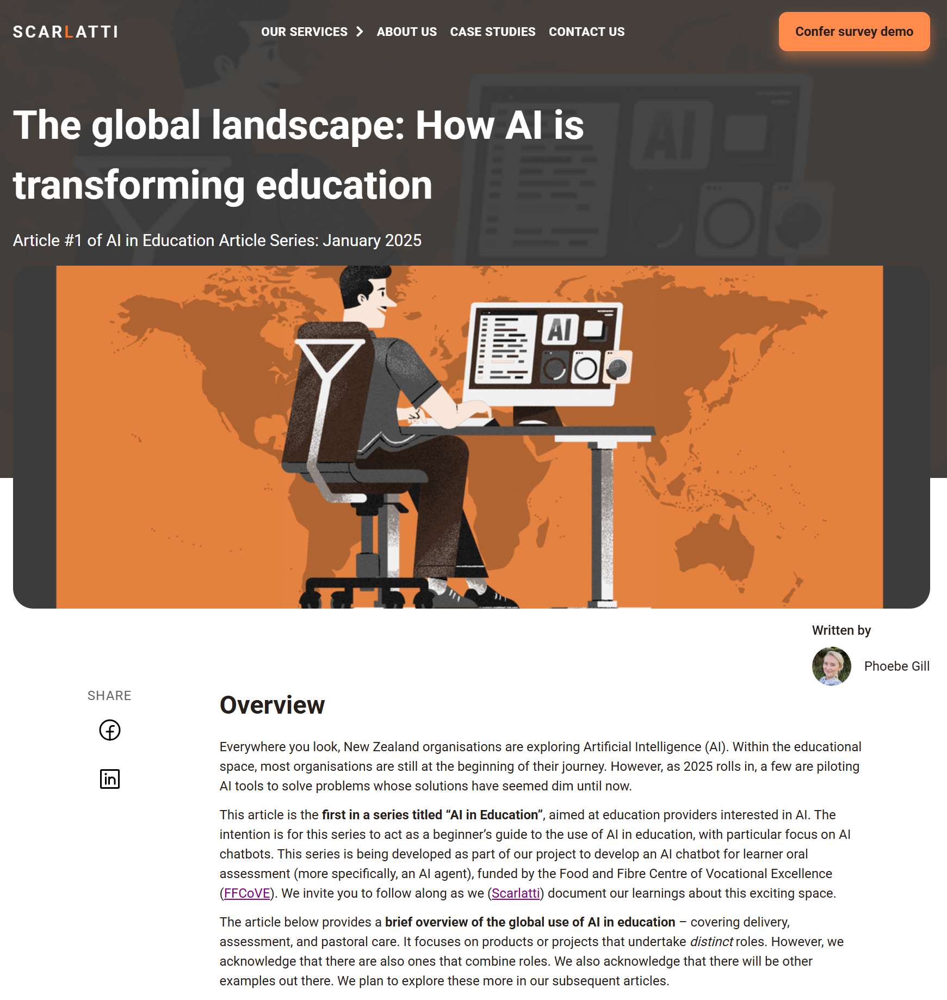 SCARLATTI
OUR SERVICES
ABOUT US
CASE STUDIES
CONTACT US
Confer survey demo
The global landscape: How AI is
transforming education
Article #1 of AI in Education Article Series: January 2025
AI
AI
Written by
Phoebe Gill
SHARE
Overview
Everywhere you look, New Zealand organisations are exploring Artificial Intelligence (AI). Within the educational
space, most organisations are still at the beginning of their journey. However, as 2025 rolls in, a few are piloting
AI tools to solve problems whose solutions have seemed dim until now.
This article is the first in a series titled “AI in Education”, aimed at education providers interested in AI. The
intention is for this series to act as a beginner’s guide to the use of AI in education, with particular focus on AI
chatbots. This series is being developed as part of our project to develop an AI chatbot for learner oral
assessment (more specifically, an AI agent), funded by the Food and Fibre Centre of Vocational Excellence
(FFCoVE). We invite you to follow along as we (Scarlatti) document our learnings about this exciting space.
The article below provides a brief overview of the global use of AI in education – covering delivery,
assessment, and pastoral care. It focuses on products or projects that undertake distinct roles. However, we
acknowledge that there are also ones that combine roles. We also acknowledge that there will be other
examples out there. We plan to explore these more in our subsequent articles.